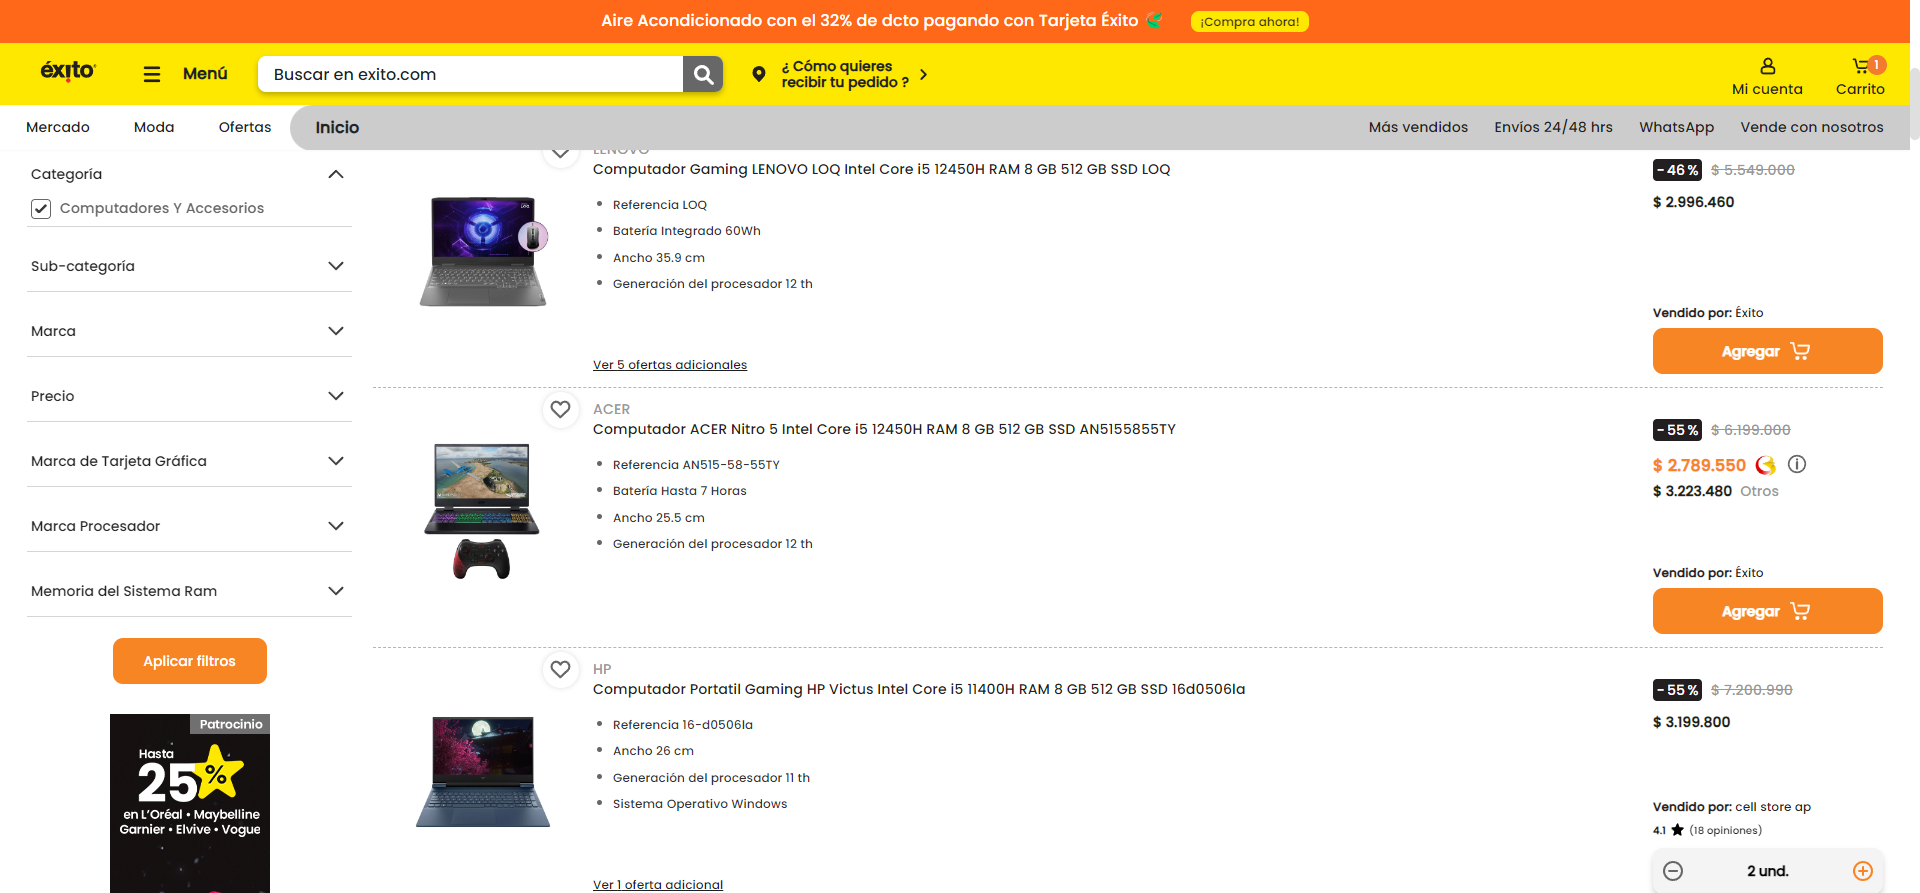 Aire Acondicionado con el 32% de dcto pagando con Tarjeta Éxito
¡Compra ahora!
éxito
Menú
Buscar en exito.com
¿ Cómo quieres
recibir tu pedido ?
Mi cuenta
1
Carrito
Mercado
Moda
Ofertas
Inicio
Más vendidos
Envíos 24/48 hrs
WhatsApp
Vende con nosotros
Categoría
Computadores Y Accesorios
Sub-categoría
Marca
Precio
Marca de Tarjeta Gráfica
Marca Procesador
Memoria del Sistema Ram
Aplicar filtros
Patrocinio
Hasta
25%
en L'Oréal • Maybelline
Garnier • Elvive • Vogue
LENOVO
Computador Gaming LENOVO LOQ Intel Core i5 12450H RAM 8 GB 512 GB SSD LOQ
Referencia LOQ
Batería Integrado 60Wh
Ancho 35.9 cm
Generación del procesador 12 th
Ver 5 ofertas adicionales
-46% $ 5.549.000
$ 2.996.460
Vendido por: Éxito
Agregar
ACER
Computador ACER Nitro 5 Intel Core i5 12450H RAM 8 GB 512 GB SSD AN5155855TY
Referencia AN515-58-55TY
Batería Hasta 7 Horas
Ancho 25.5 cm
Generación del procesador 12 th
-55% $ 6.199.000
$ 2.789.550
$ 3.223.480 Otros
Vendido por: Éxito
Agregar
HP
Computador Portatil Gaming HP Victus Intel Core i5 11400H RAM 8 GB 512 GB SSD 16d0506la
Referencia 16-d0506la
Ancho 26 cm
Generación del procesador 11 th
Sistema Operativo Windows
Ver 1 oferta adicional
-55% $ 7.200.990
$ 3.199.800
Vendido por: cell store ap
4.1 ★ (18 opiniones)
2 und.